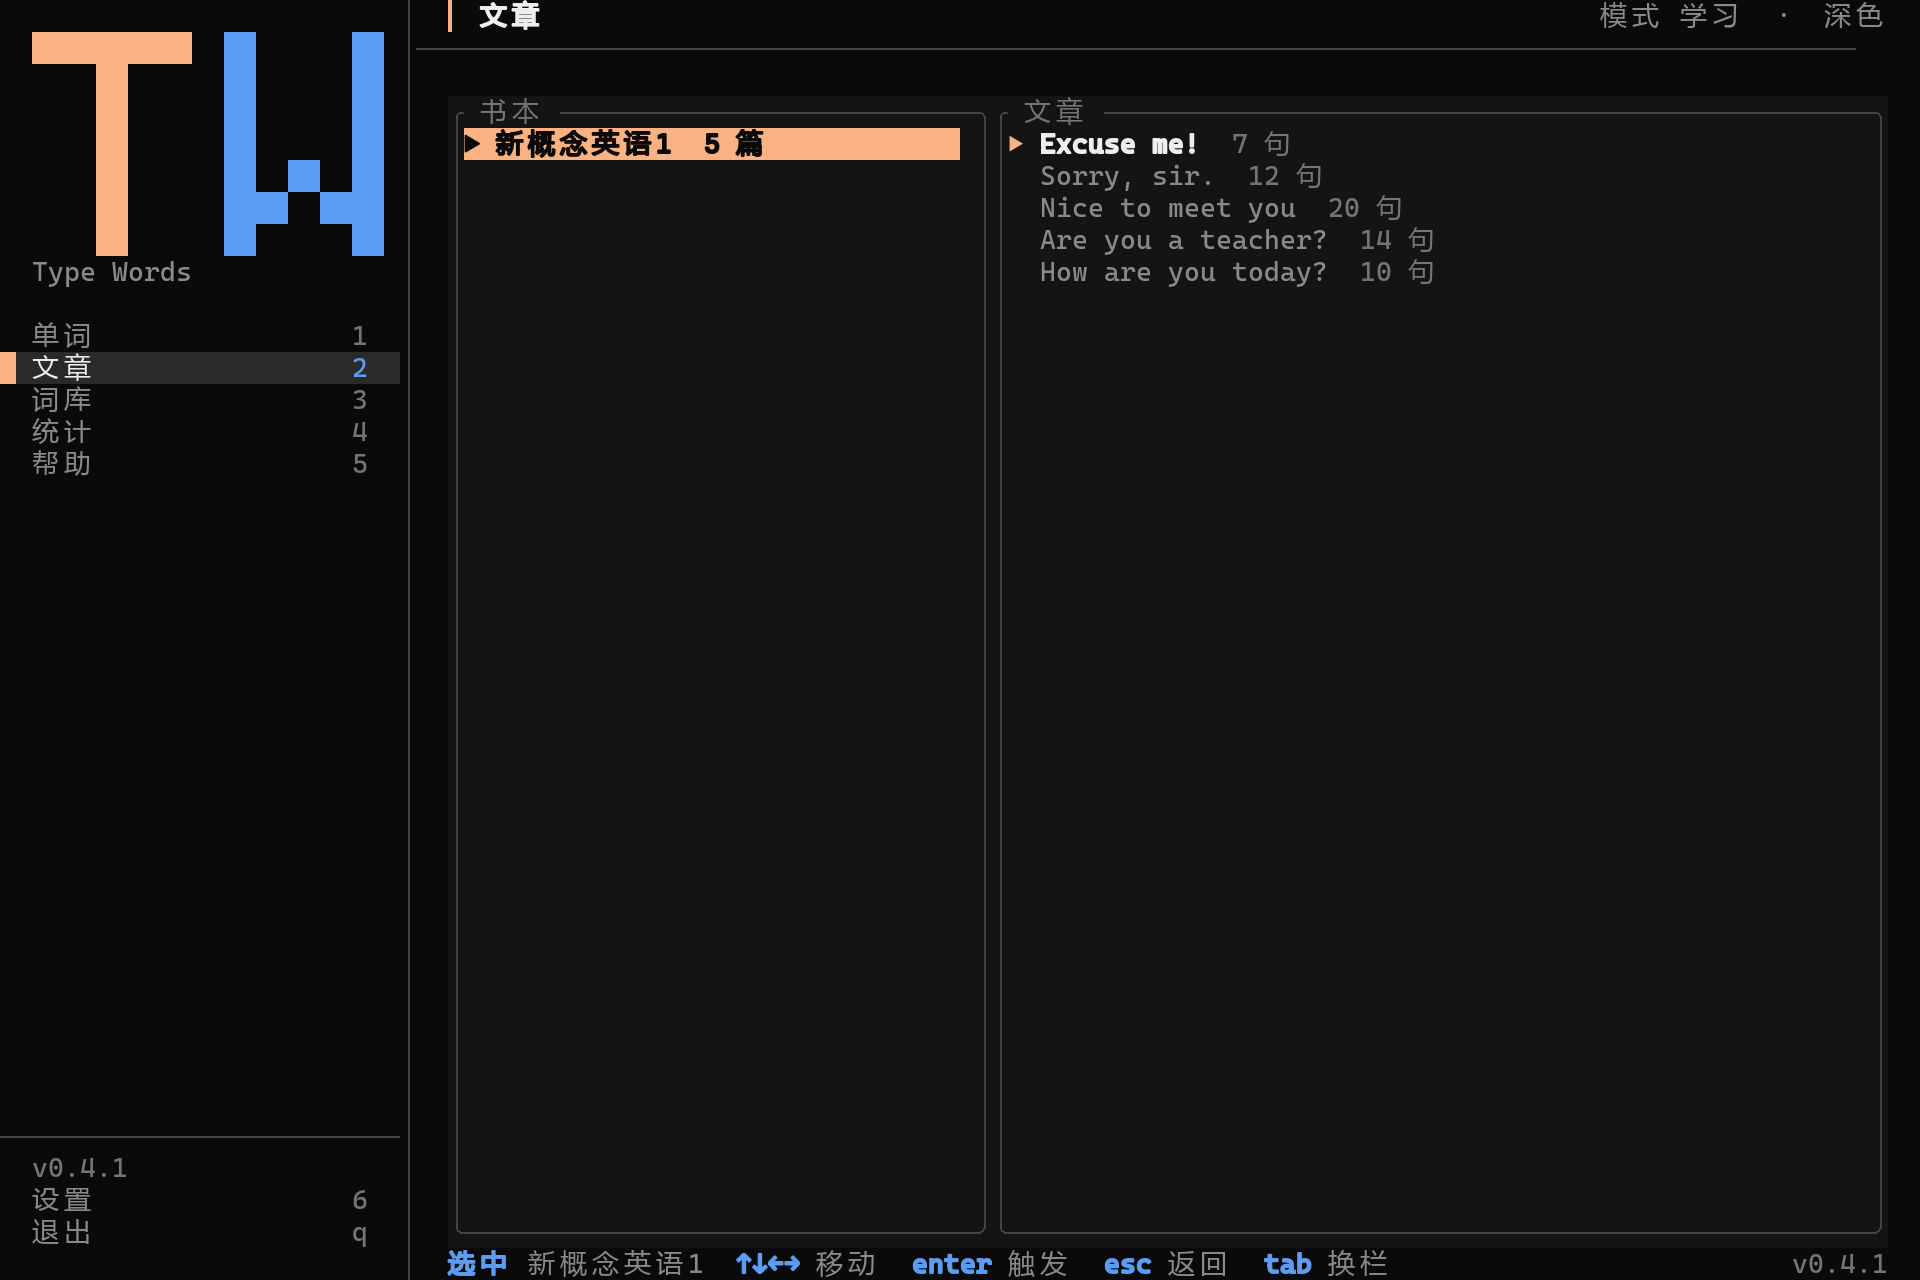 TW
Type Words
单词 1
文章 2
词库 3
统计 4
帮助 5
v0.4.1
设置 6
退出 q
文章
模式 学习 · 深色
书本
▶ 新概念英语1 5 篇
文章
▶ Excuse me! 7 句
Sorry, sir. 12 句
Nice to meet you 20 句
Are you a teacher? 14 句
How are you today? 10 句
选中 新概念英语1 ↑↓←→ 移动 enter 触发 esc 返回 tab 换栏 v0.4.1